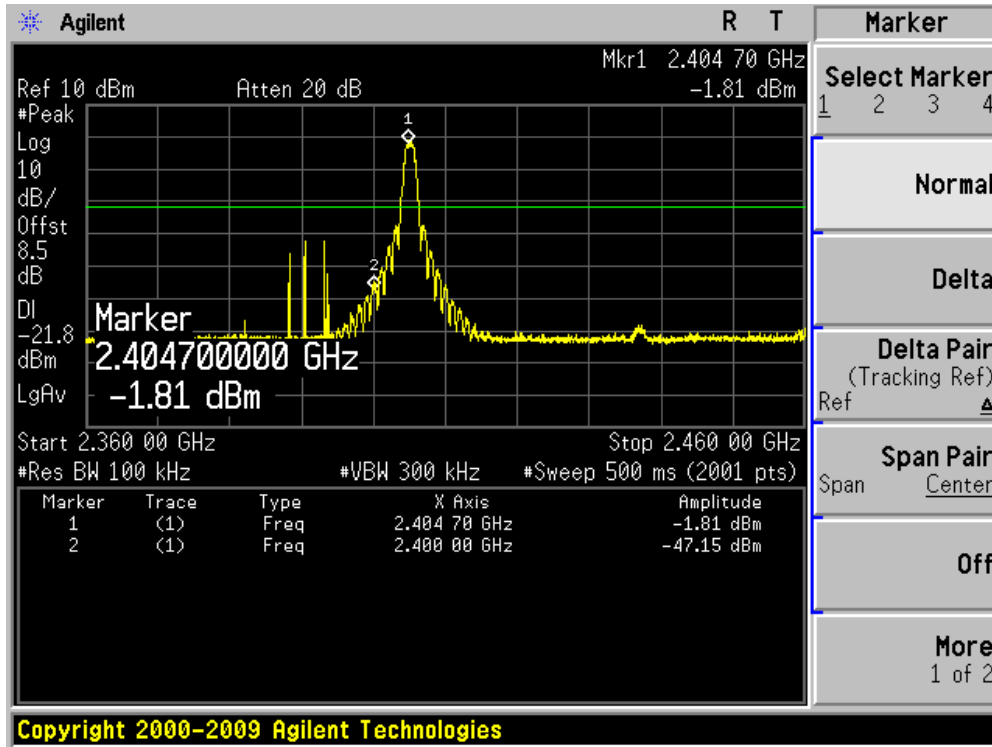 Agilent R T
Mkr1 2.404 70 GHz
Ref 10 dBm Atten 20 dB -1.81 dBm
#Peak
Log
10
dB/
Offst
8.5
dB
DI
-21.8
dBm
LgAv
1
2
Marker
2.404700000 GHz
-1.81 dBm
Start 2.360 00 GHz Stop 2.460 00 GHz
#Res BW 100 kHz #VBW 300 kHz #Sweep 500 ms (2001 pts)
Marker Trace Type X Axis Amplitude
1 (1) Freq 2.404 70 GHz -1.81 dBm
2 (1) Freq 2.400 00 GHz -47.15 dBm
Marker
Select Marker
1 2 3 4
Normal
Delta
Delta Pair
(Tracking Ref)
Ref Δ
Span Pair
Span Center
Off
More
1 of 2
Copyright 2000-2009 Agilent Technologies